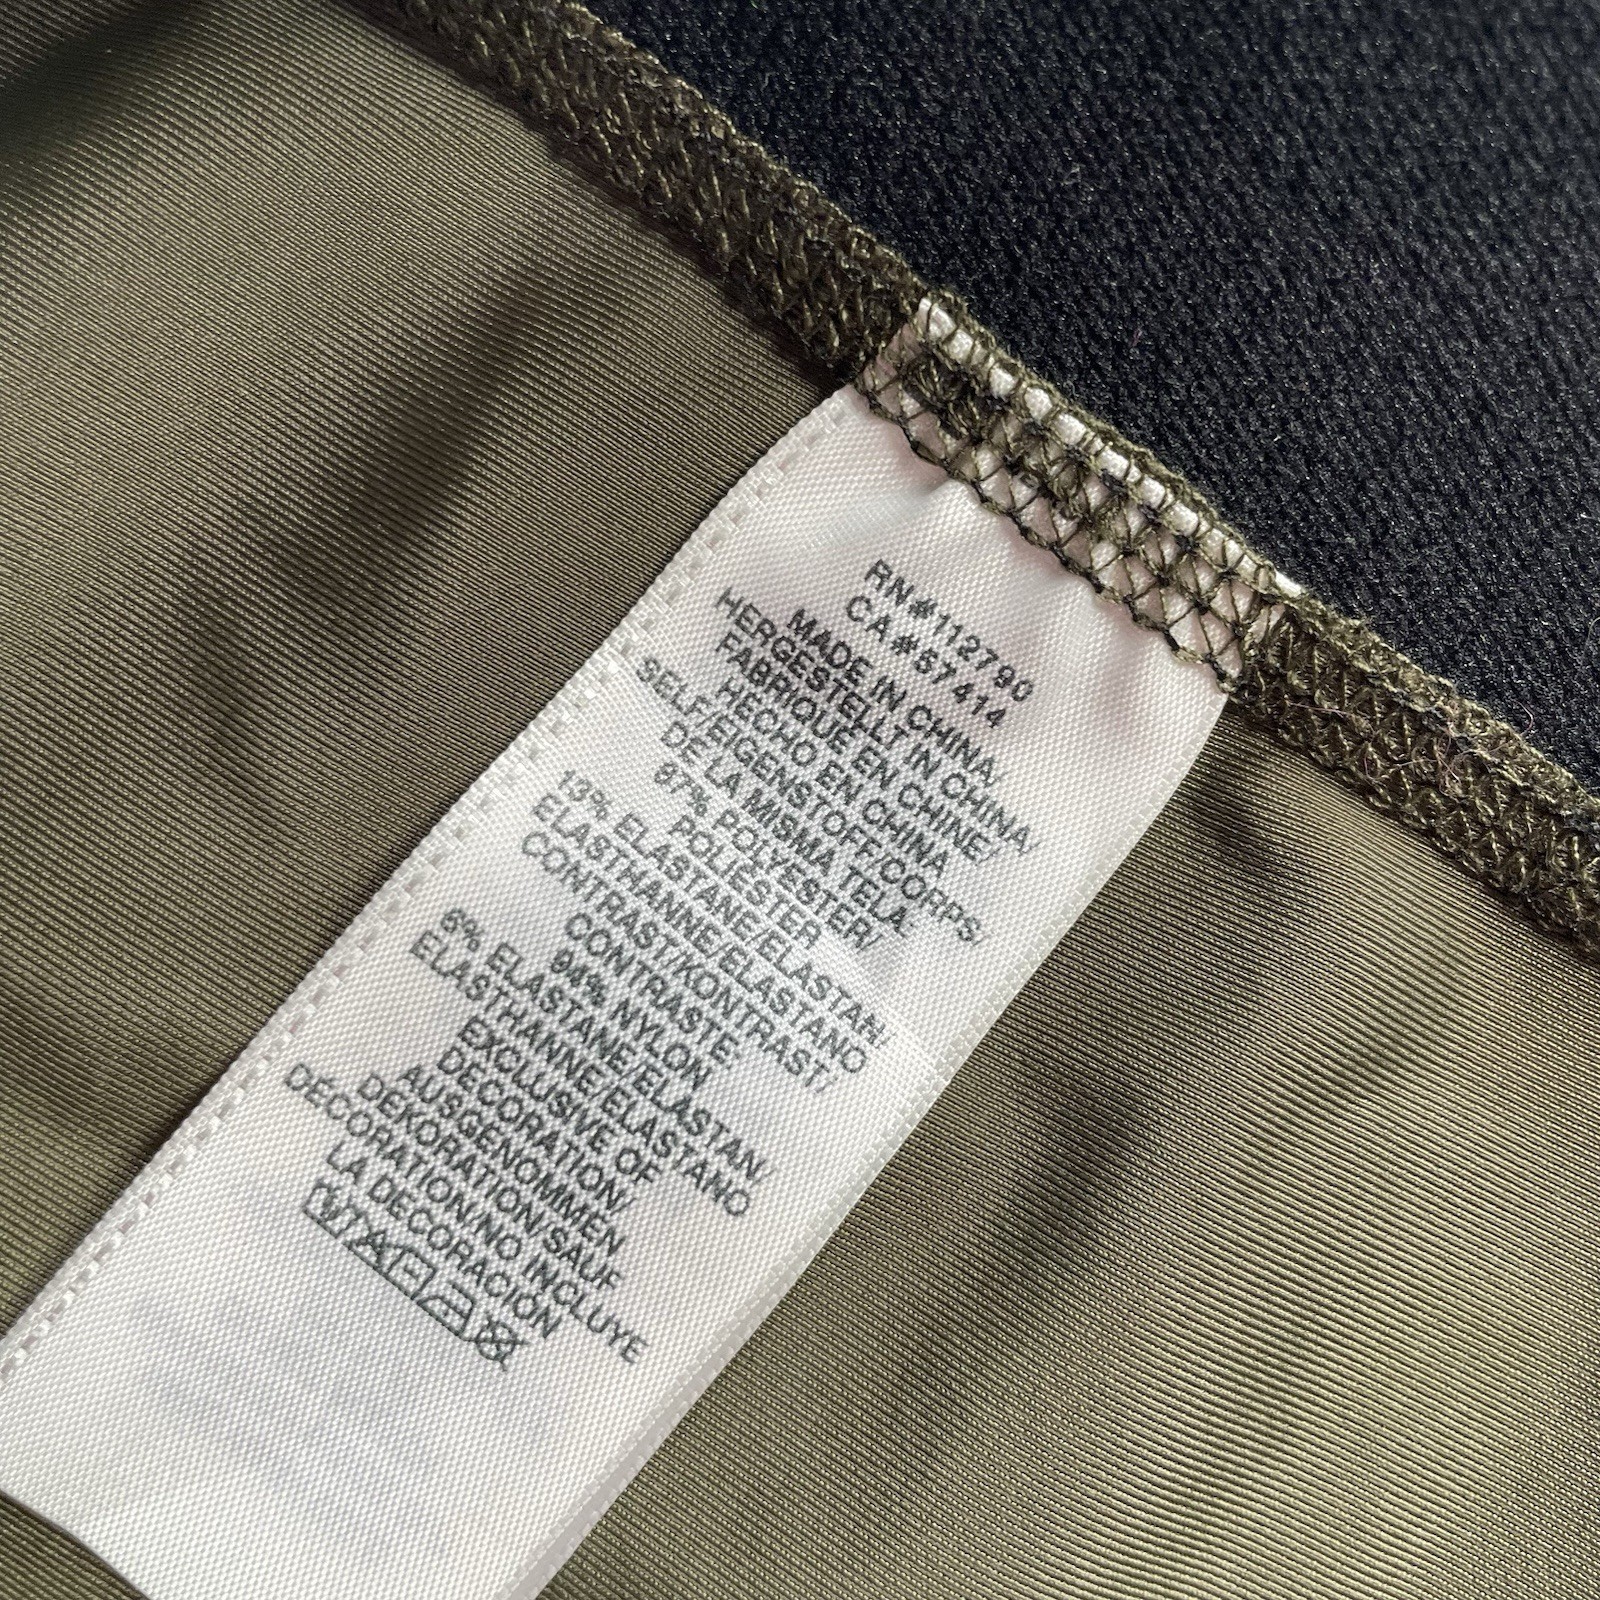 RN#112790
CA#57414
MADE IN CHINA/
HERGESTELLT IN CHINA
FABRIQUÉ EN CHINE/
HECHO EN CHINA
SELF/EIGENSTOFF/CORPS/
DE LA MISMA TELA
87% POLYESTER/
POLIÉSTER
13% ELASTANE/ELASTAN/
ELASTHANNE/ELASTANO
CONTRAST/KONTRAST/
CONTRASTE
94% NYLON
6% ELASTANE/ELASTAN/
ELASTHANNE/ELASTANO
EXCLUSIVE OF
DECORATION/
AUSGENOMMEN
DEKORATION/SAUF
DÉCORATION/NO INCLUYE
LA DECORACIÓN